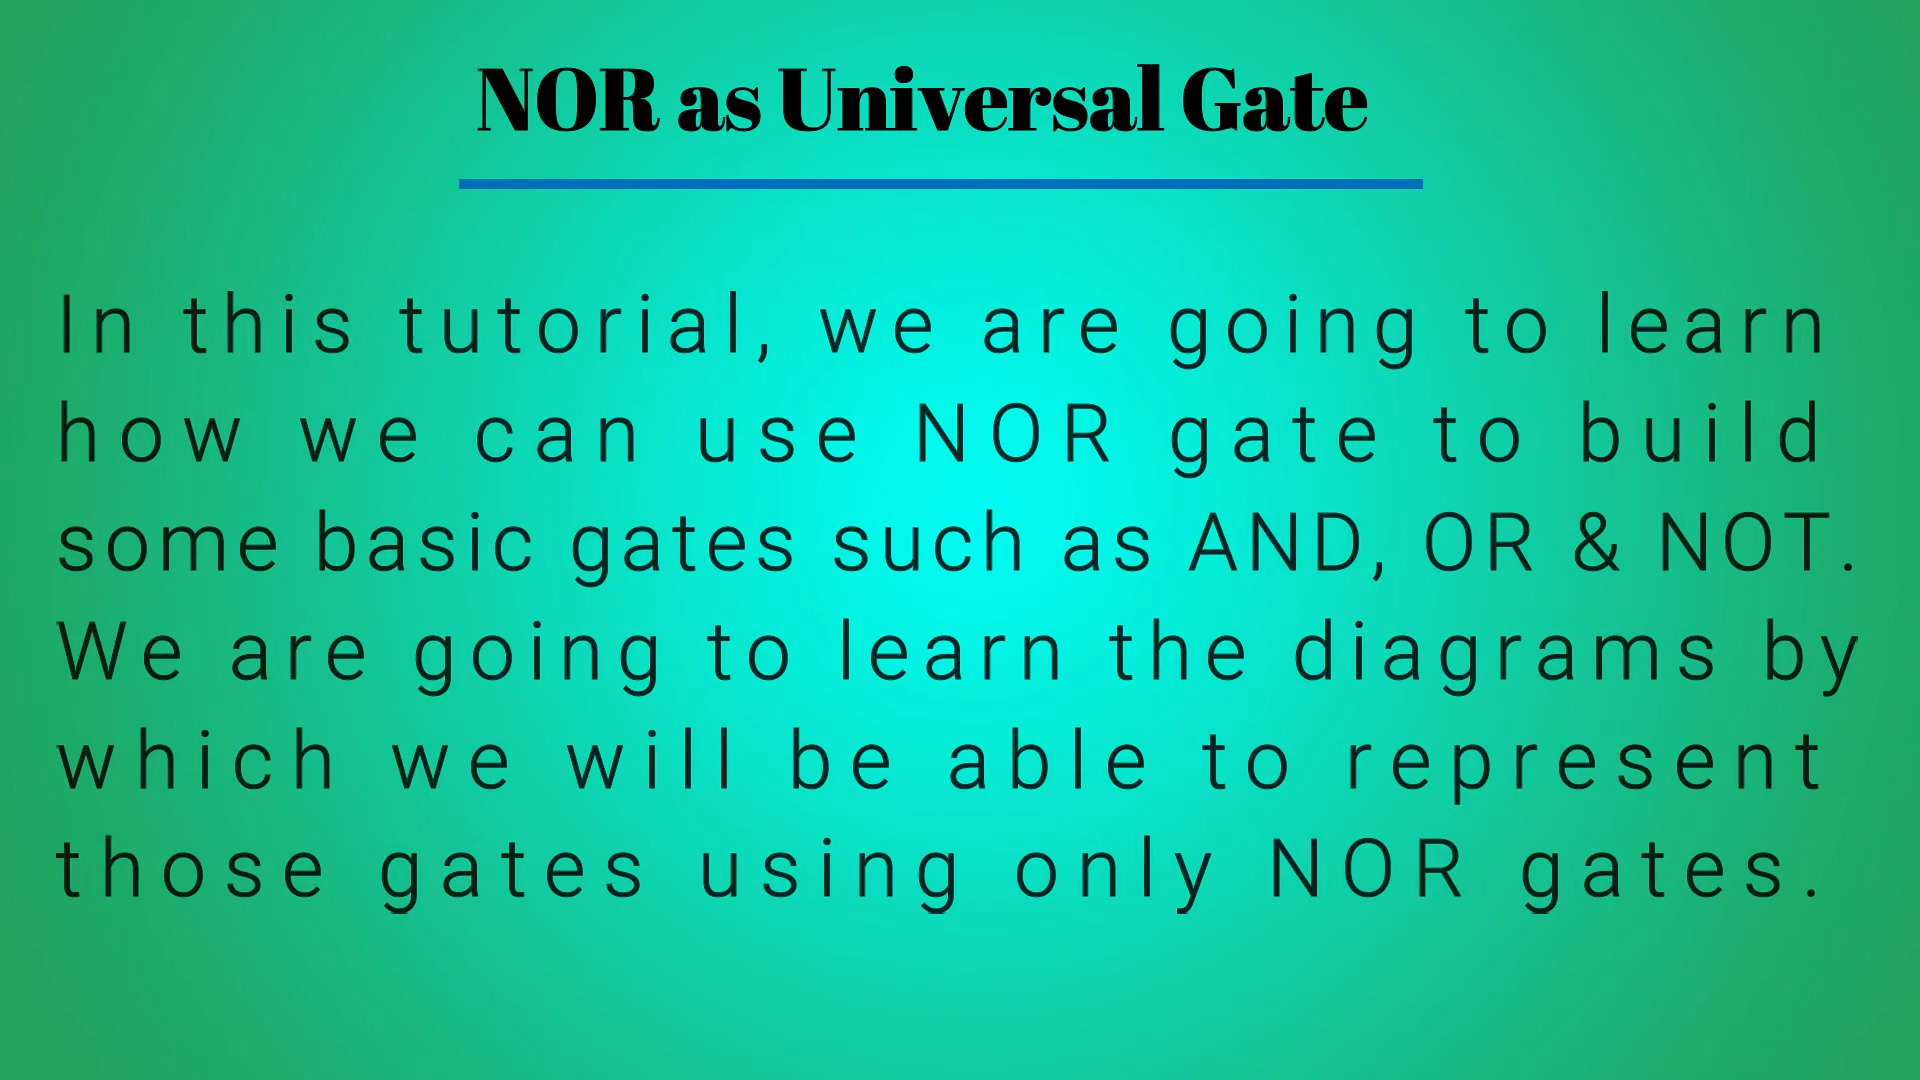 NOR as Universal Gate
In this tutorial, we are going to learn
how we can use NOR gate to build
some basic gates such as AND, OR & NOT.
We are going to learn the diagrams by
which we will be able to represent
those gates using only NOR gates.